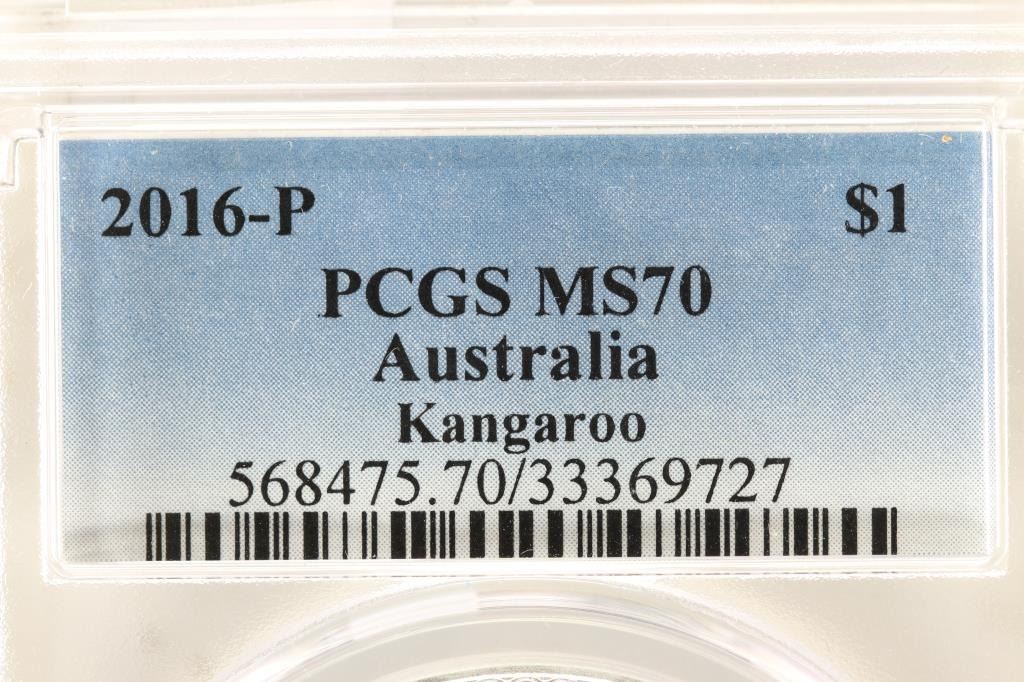 2016-P $1
PCGS MS70
Australia
Kangaroo
568475.70/33369727